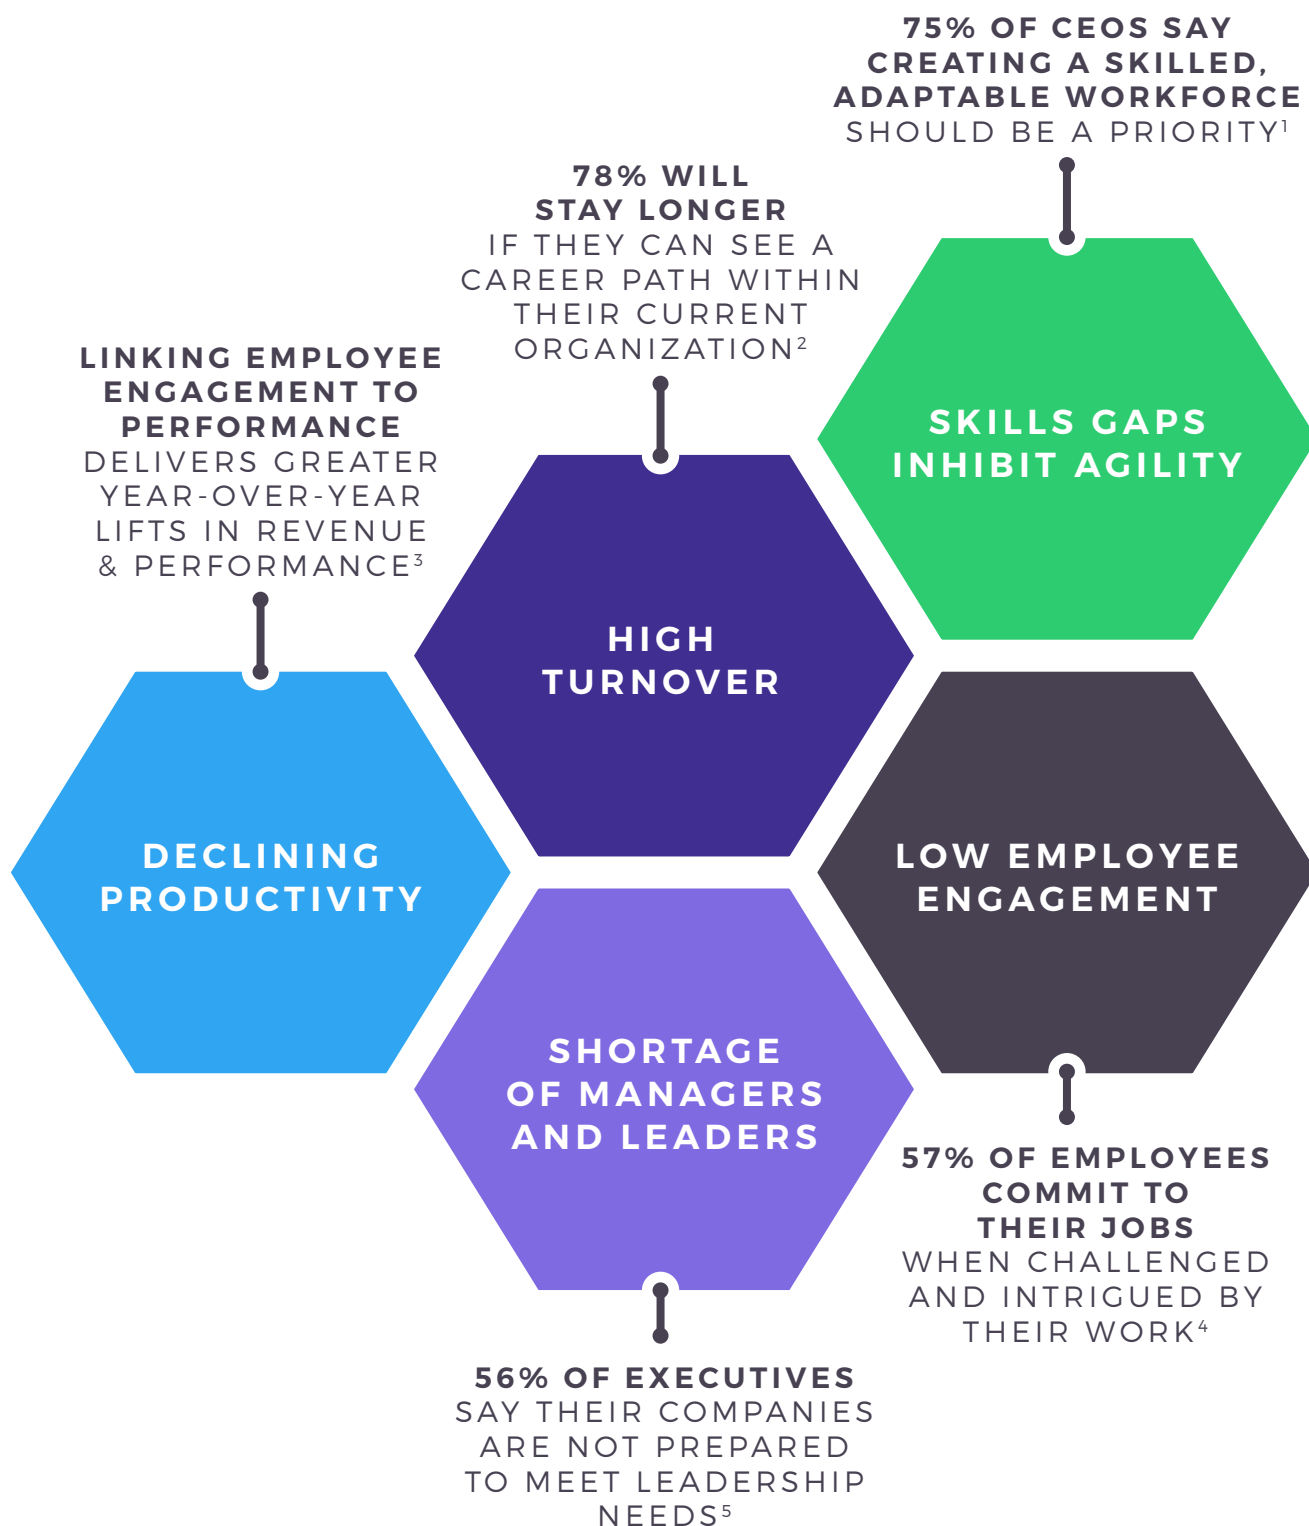 75% OF CEOS SAY
CREATING A SKILLED,
ADAPTABLE WORKFORCE
SHOULD BE A PRIORITY¹
78% WILL
STAY LONGER
IF THEY CAN SEE A
CAREER PATH WITHIN
THEIR CURRENT
ORGANIZATION²
LINKING EMPLOYEE
ENGAGEMENT TO
PERFORMANCE
DELIVERS GREATER
YEAR-OVER-YEAR
LIFTS IN REVENUE
& PERFORMANCE³
SKILLS GAPS
INHIBIT AGILITY
HIGH
TURNOVER
DECLINING
PRODUCTIVITY
LOW EMPLOYEE
ENGAGEMENT
SHORTAGE
OF MANAGERS
AND LEADERS
57% OF EMPLOYEES
COMMIT TO
THEIR JOBS
WHEN CHALLENGED
AND INTRIGUED BY
THEIR WORK⁴
56% OF EXECUTIVES
SAY THEIR COMPANIES
ARE NOT PREPARED
TO MEET LEADERSHIP
NEEDS⁵